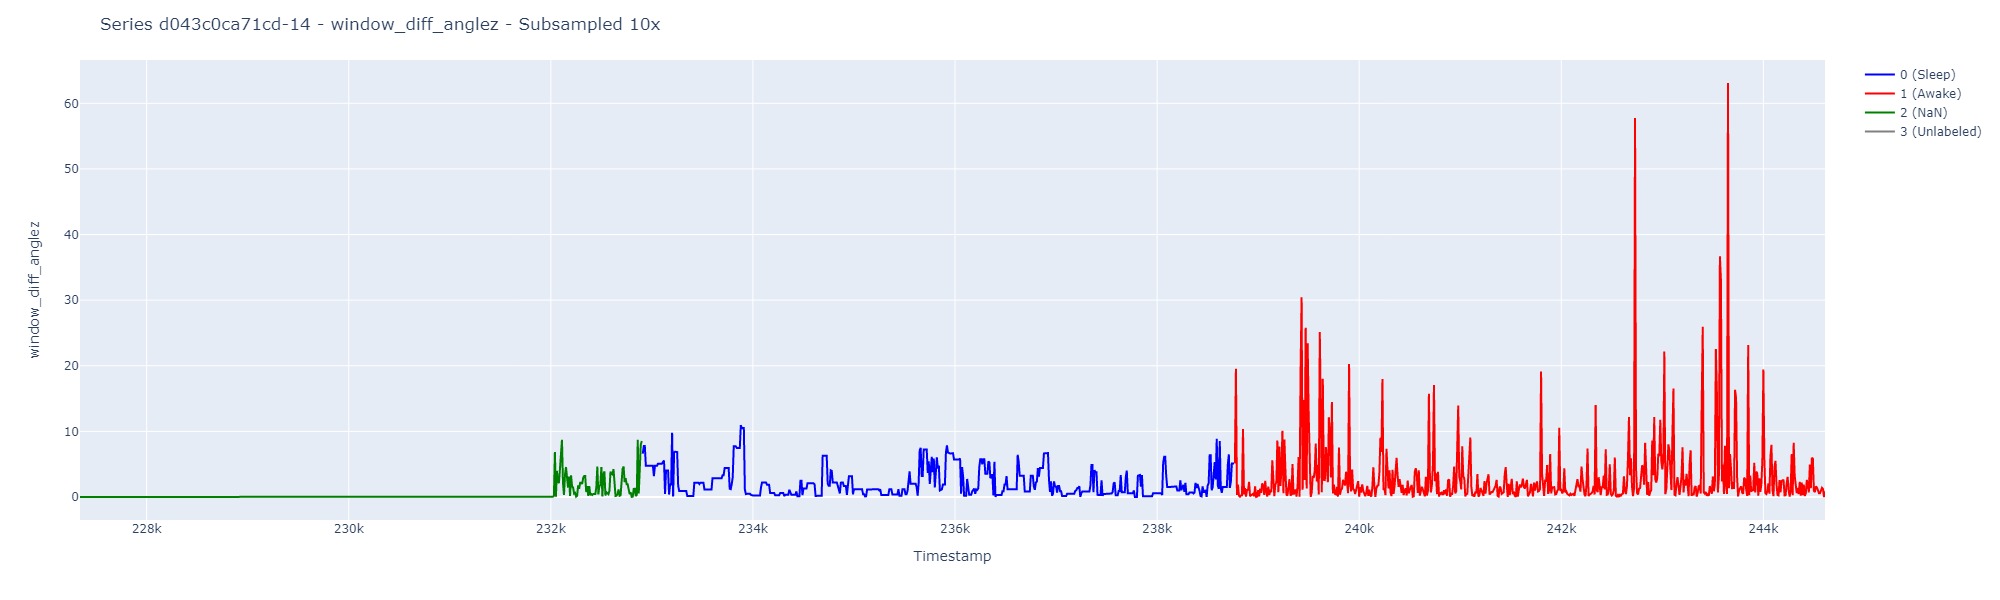 Series d043c0ca71cd-14 - window_diff_anglez - Subsampled 10x
0 (Sleep)
1 (Awake)
2 (NaN)
3 (Unlabeled)
window_diff_anglez
60
50
40
30
20
10
0
228k 230k 232k 234k 236k 238k 240k 242k 244k
Timestamp